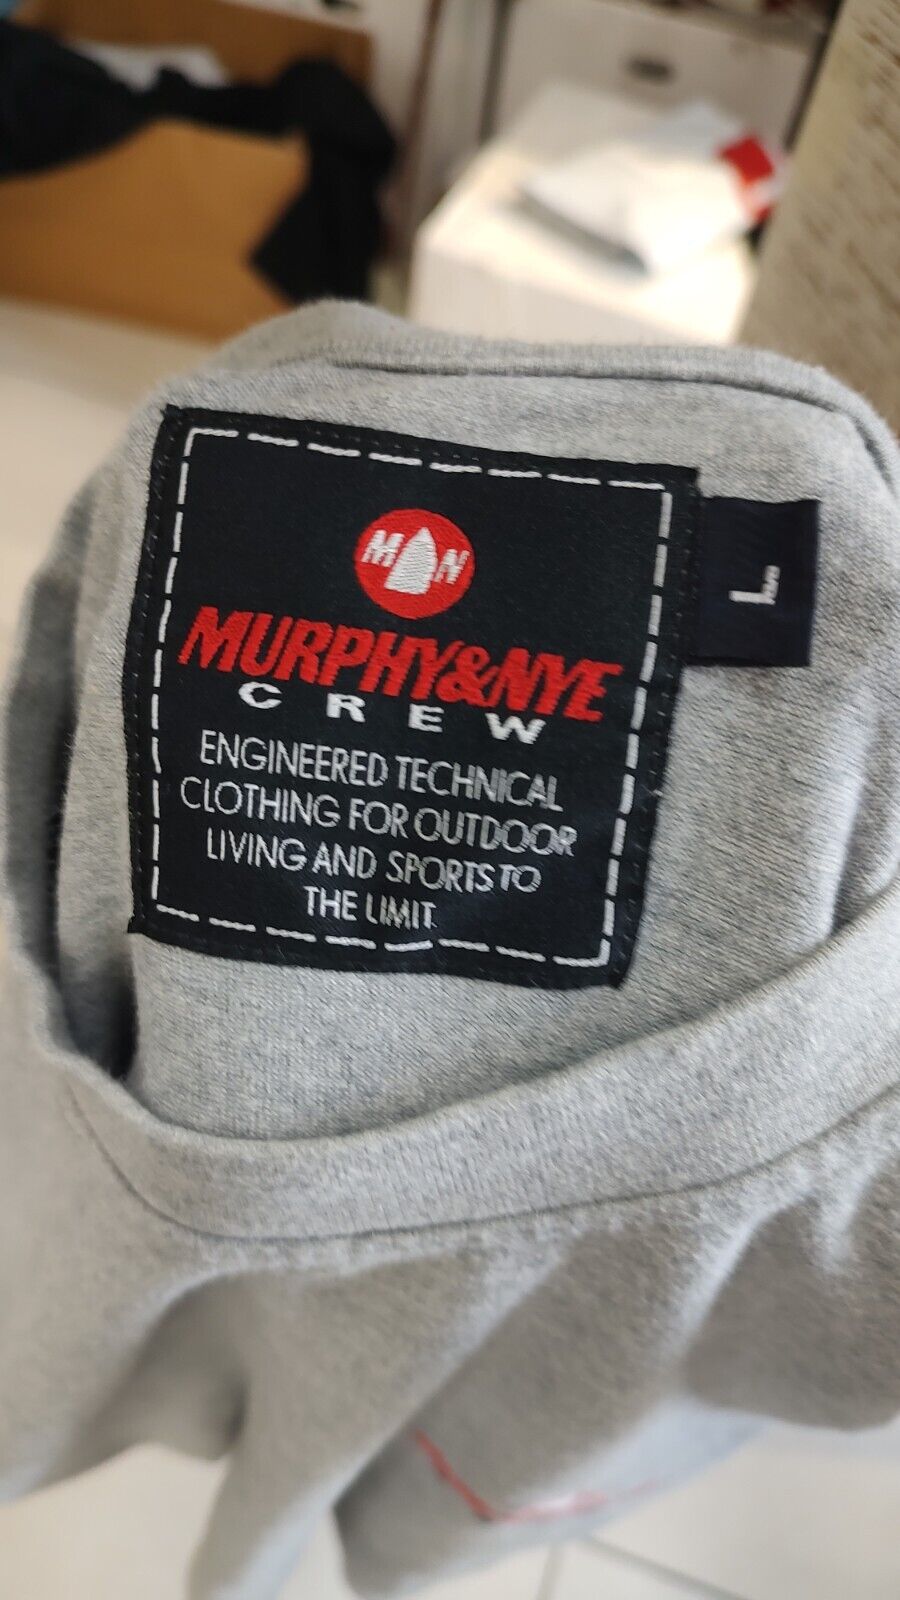 M N
MURPHY&NYE
CREW
ENGINEERED TECHNICAL
CLOTHING FOR OUTDOOR
LIVING AND SPORTS TO
THE LIMIT
L